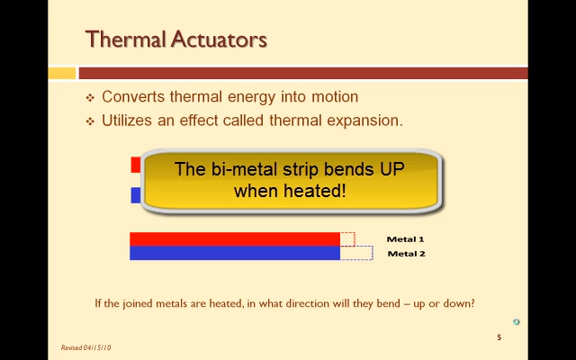 Thermal Actuators
Converts thermal energy into motion
Utilizes an effect called thermal expansion.
The bi-metal strip bends UP
when heated!
Metal 1
Metal 2
If the joined metals are heated, in what direction will they bend – up or down?
5
Revised 04/15/10